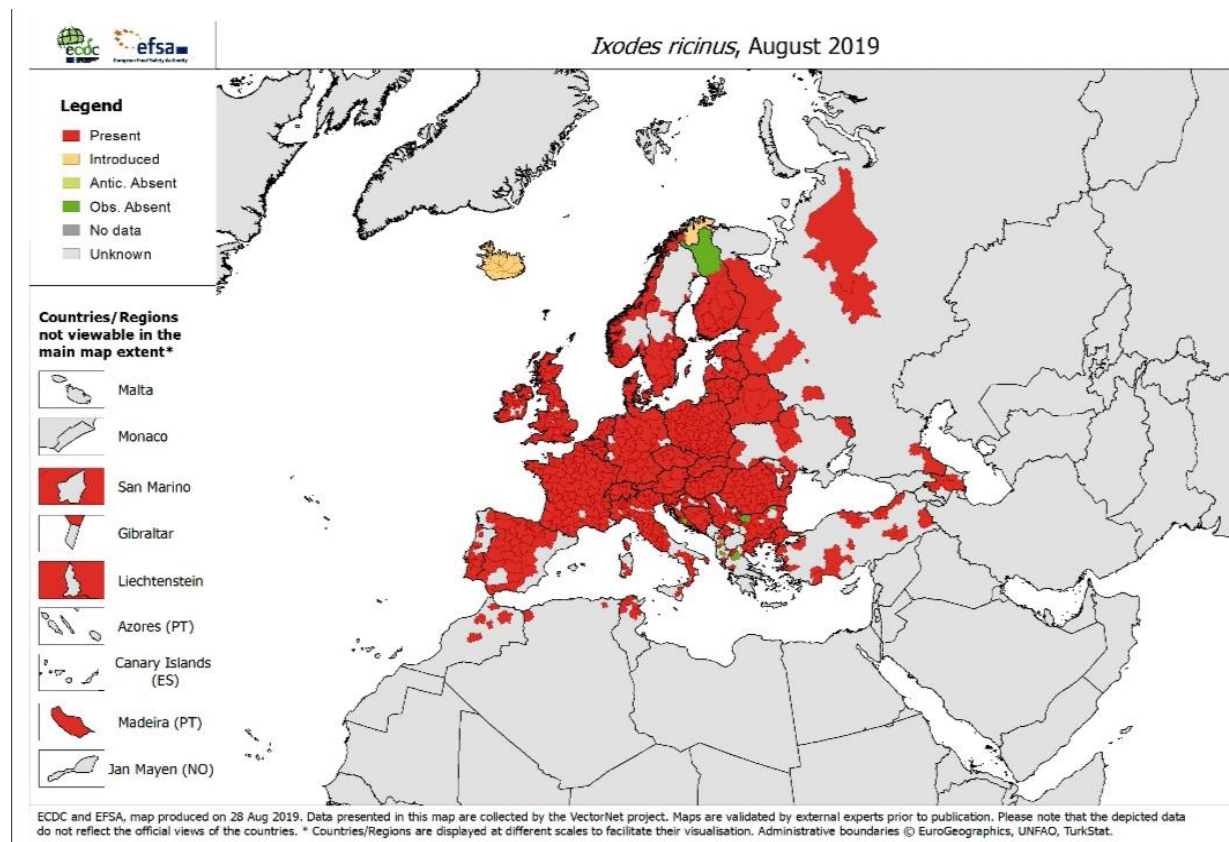 ecdc
efsa
European Food Safety Authority
Ixodes ricinus, August 2019
Legend
Present
Introduced
Antic. Absent
Obs. Absent
No data
Unknown
Countries/Regions
not viewable in the
main map extent*
Malta
Monaco
San Marino
Gibraltar
Liechtenstein
Azores (PT)
Canary Islands
(ES)
Madeira (PT)
Jan Mayen (NO)
ECDC and EFSA, map produced on 28 Aug 2019. Data presented in this map are collected by the VectorNet project. Maps are validated by external experts prior to publication. Please note that the depicted data
do not reflect the official views of the countries. * Countries/Regions are displayed at different scales to facilitate their visualisation. Administrative boundaries © EuroGeographics, UNFAO, TurkStat.